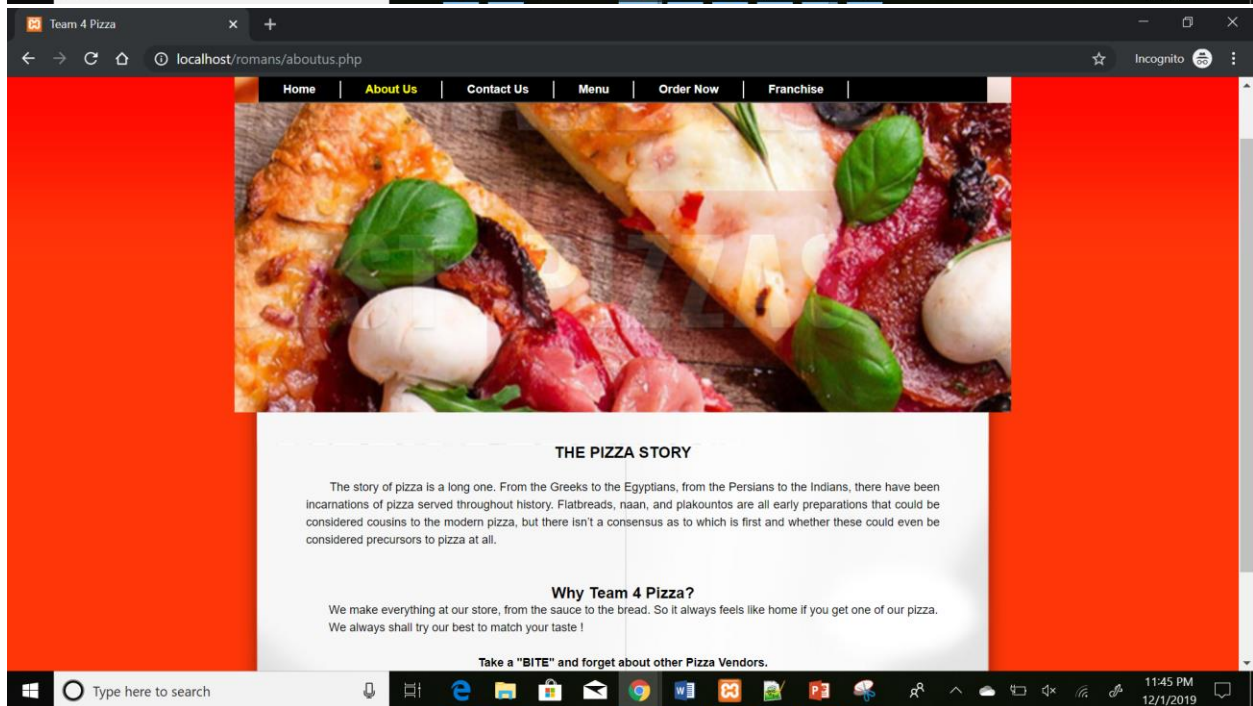 Team 4 Pizza
localhost/romans/aboutus.php
Incognito
Home About Us Contact Us Menu Order Now Franchise
PIZZAS
THE PIZZA STORY
The story of pizza is a long one. From the Greeks to the Egyptians, from the Persians to the Indians, there have been
incarnations of pizza served throughout history. Flatbreads, naan, and plakountos are all early preparations that could be
considered cousins to the modern pizza, but there isn't a consensus as to which is first and whether these could even be
considered precursors to pizza at all.
Why Team 4 Pizza?
We make everything at our store, from the sauce to the bread. So it always feels like home if you get one of our pizza.
We always shall try our best to match your taste !
Take a "BITE" and forget about other Pizza Vendors.
Type here to search
11:45 PM
12/1/2019